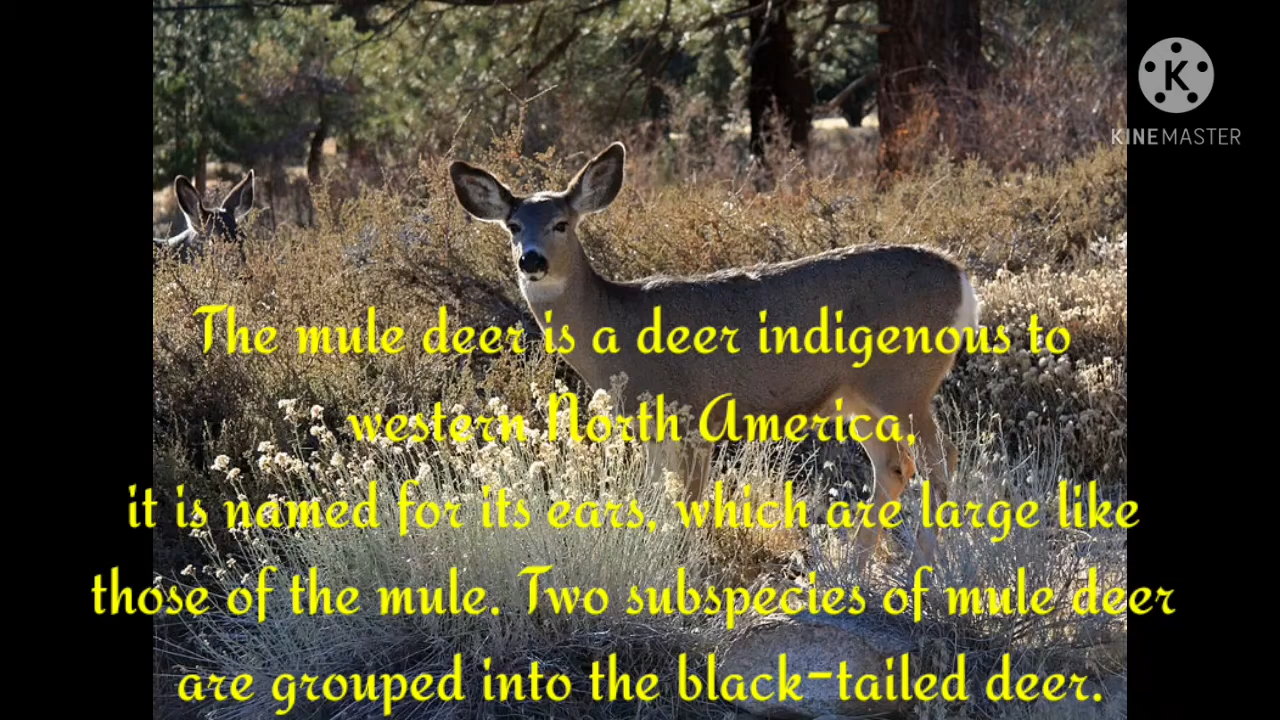 K
KINEMASTER
The mule deer is a deer indigenous to
western North America,
it is named for its ears, which are large like
those of the mule. Two subspecies of mule deer
are grouped into the black-tailed deer.